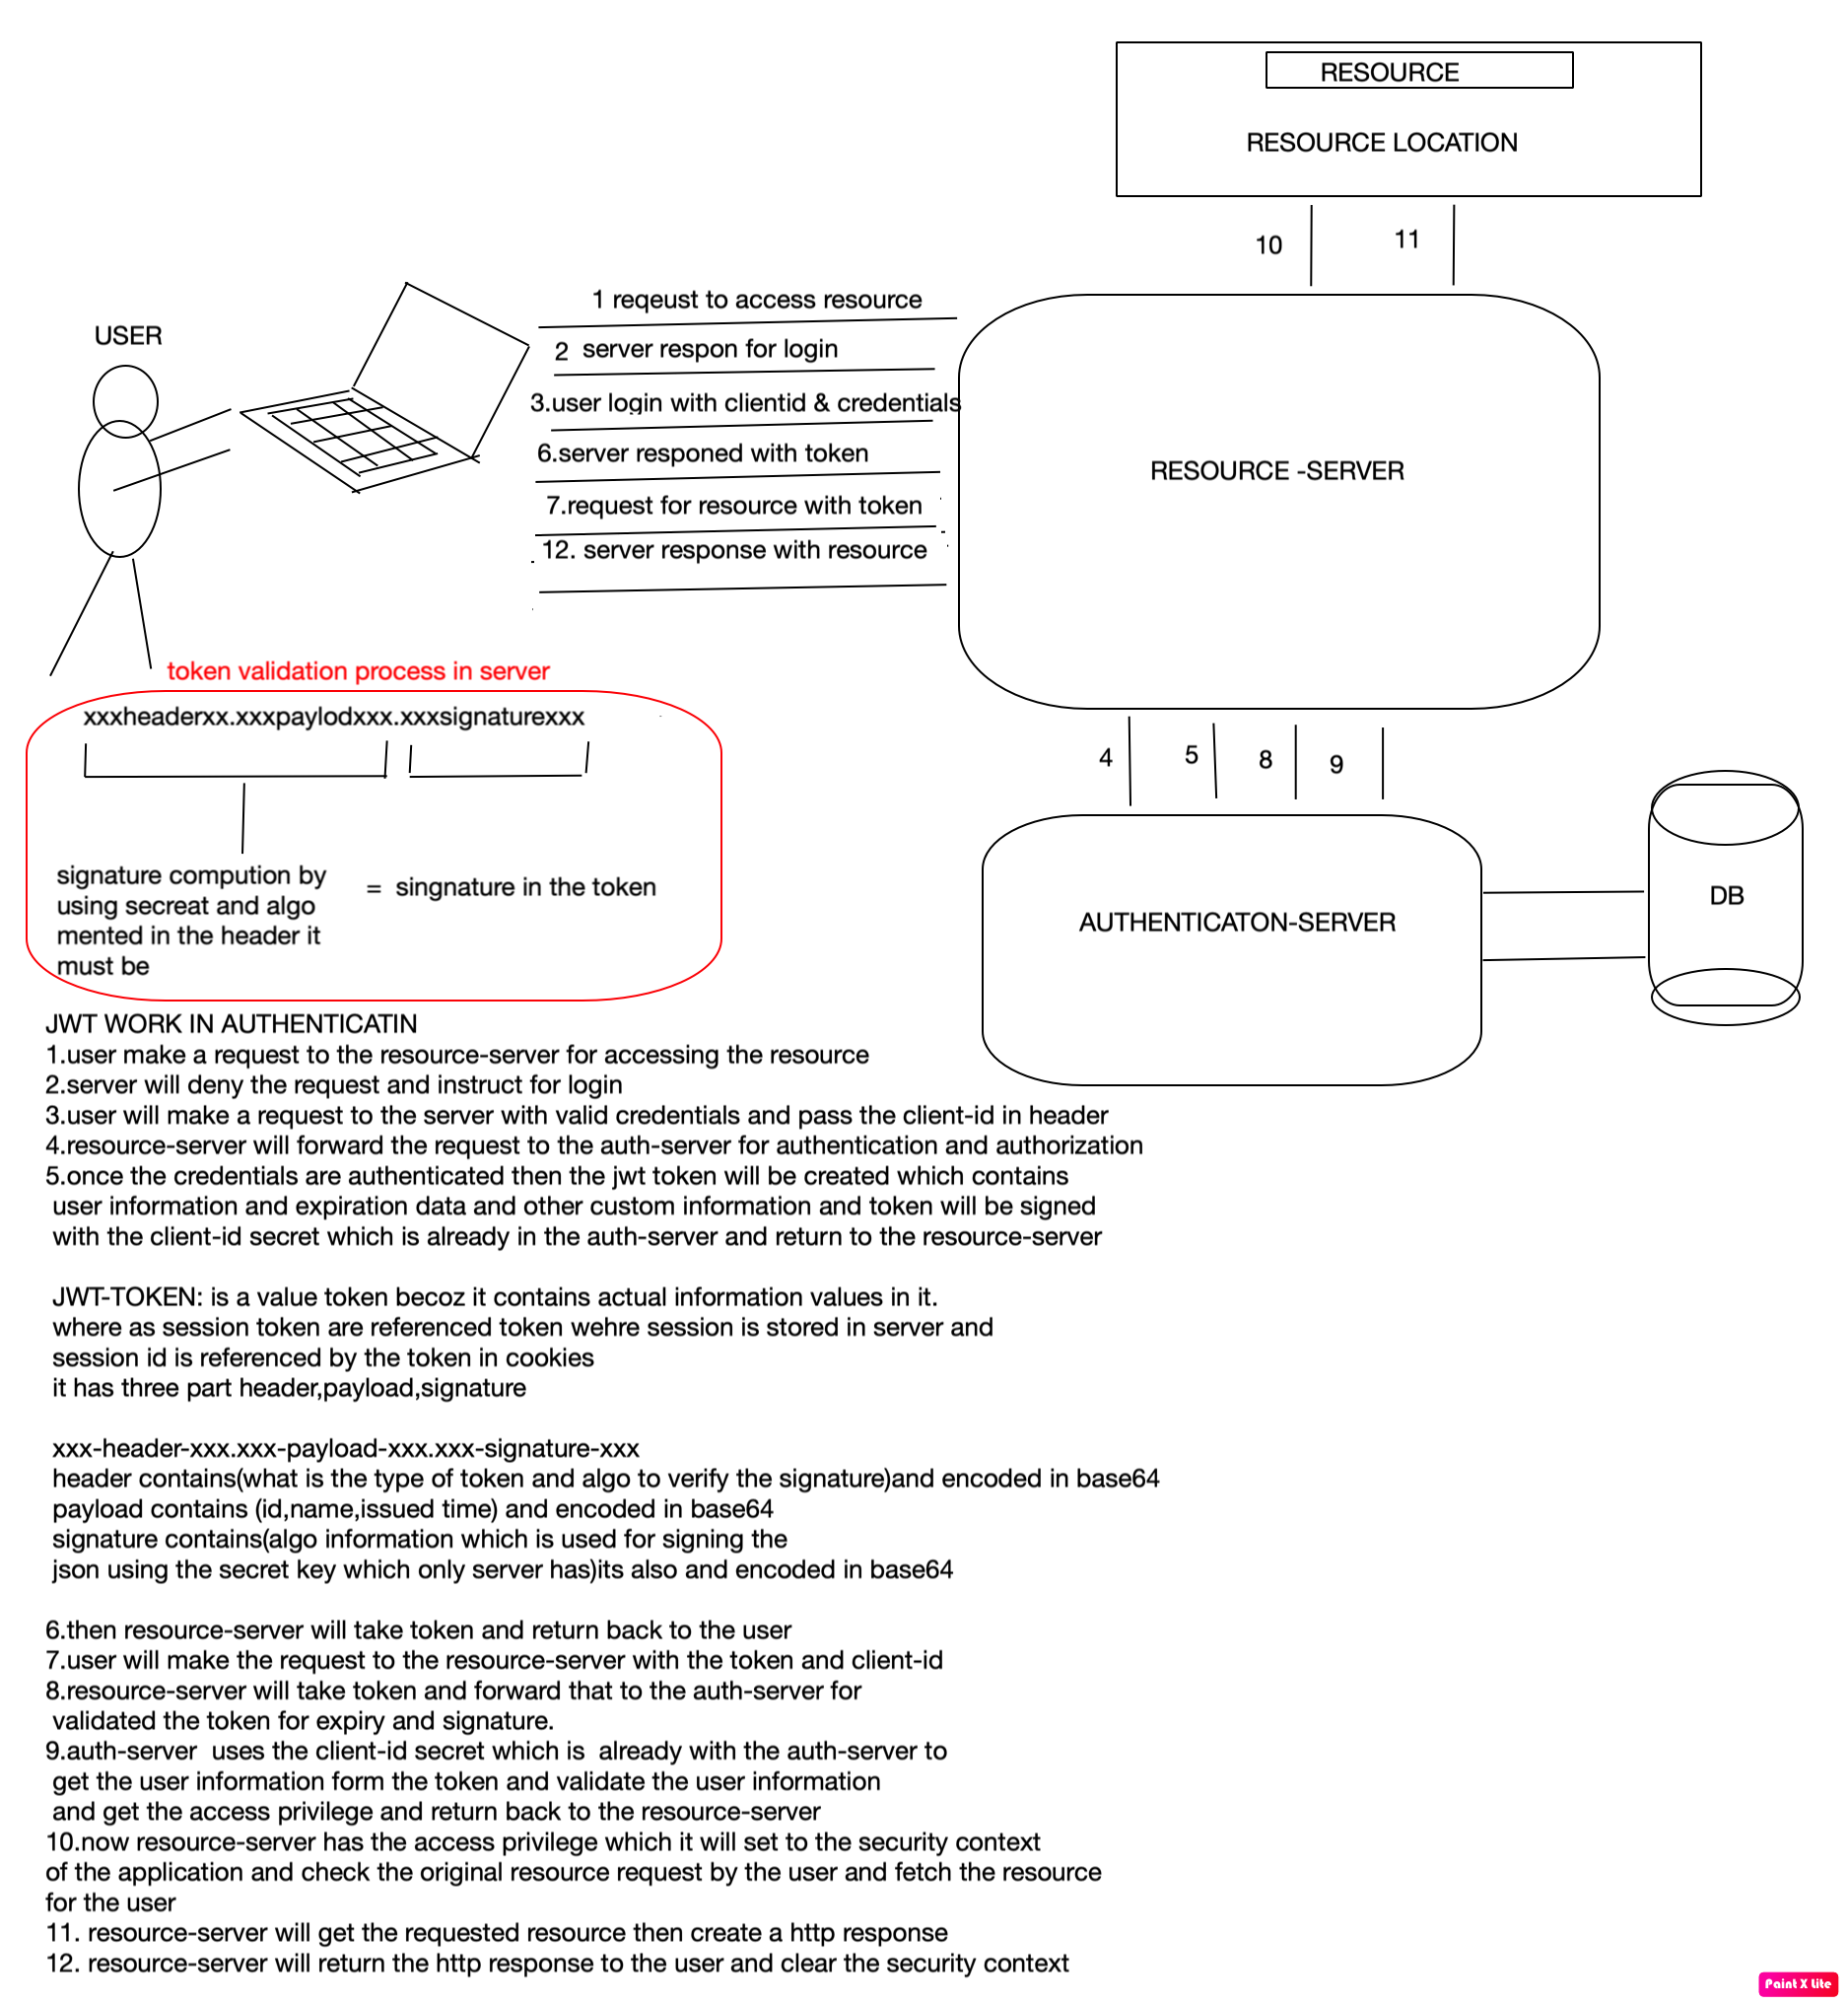 RESOURCE
RESOURCE LOCATION
10
11
USER
1 reqeust to access resource
2 server respon for login
3.user login with clientid & credentials
6.server responed with token
7.request for resource with token
12. server response with resource
RESOURCE -SERVER
token validation process in server
xxxheaderxx.xxxpaylodxxx.xxxsignaturexxx
4
5
8
9
signature compution by
using secreat and algo
mented in the header it
must be
= singnature in the token
AUTHENTICATON-SERVER
DB
JWT WORK IN AUTHENTICATIN
1.user make a request to the resource-server for accessing the resource
2.server will deny the request and instruct for login
3.user will make a request to the server with valid credentials and pass the client-id in header
4.resource-server will forward the request to the auth-server for authentication and authorization
5.once the credentials are authenticated then the jwt token will be created which contains
user information and expiration data and other custom information and token will be signed
with the client-id secret which is already in the auth-server and return to the resource-server
JWT-TOKEN: is a value token becoz it contains actual information values in it.
where as session token are referenced token wehre session is stored in server and
session id is referenced by the token in cookies
it has three part header,payload,signature
xxx-header-xxx.xxx-payload-xxx.xxx-signature-xxx
header contains(what is the type of token and algo to verify the signature)and encoded in base64
payload contains (id,name,issued time) and encoded in base64
signature contains(algo information which is used for signing the
json using the secret key which only server has)its also and encoded in base64
6.then resource-server will take token and return back to the user
7.user will make the request to the resource-server with the token and client-id
8.resource-server will take token and forward that to the auth-server for
validated the token for expiry and signature.
9.auth-server  uses the client-id secret which is  already with the auth-server to
get the user information form the token and validate the user information
and get the access privilege and return back to the resource-server
10.now resource-server has the access privilege which it will set to the security context
of the application and check the original resource request by the user and fetch the resource
for the user
11. resource-server will get the requested resource then create a http response
12. resource-server will return the http response to the user and clear the security context
Paint X Lite